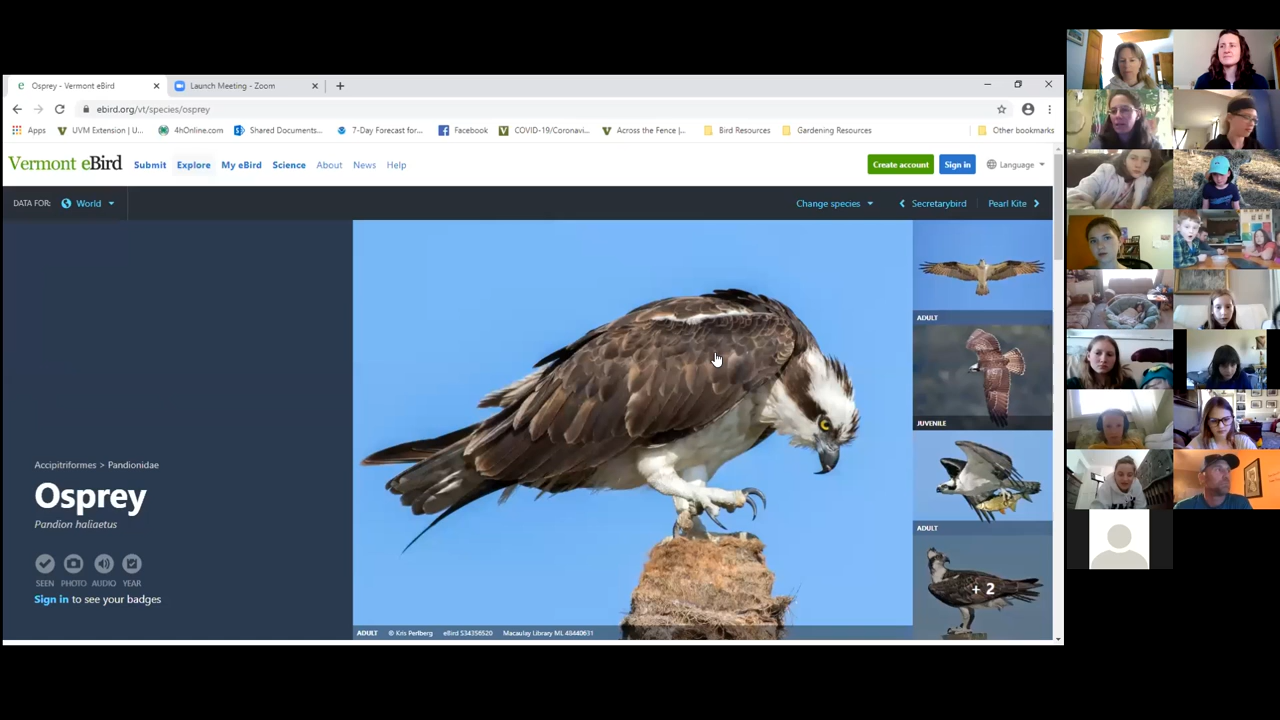 Osprey - Vermont eBird
Launch Meeting - Zoom
ebird.org/vt/species/osprey
Apps UVM Extension | U... 4hOnline.com Shared Documents... 7-Day Forecast for... Facebook COVID-19/Coronavi... Across the Fence |... Bird Resources Gardening Resources Other bookmarks
Vermont eBird Submit Explore My eBird Science About News Help Create account Sign in Language
DATA FOR: World Change species Secretarybird Pearl Kite
ADULT
JUVENILE
ADULT
+ 2
Accipitriformes > Pandionidae
Osprey
Pandion haliaetus
SEEN PHOTO AUDIO YEAR
Sign in to see your badges
ADULT © Kris Perlberg eBird S34356520 Macaulay Library ML 48440631